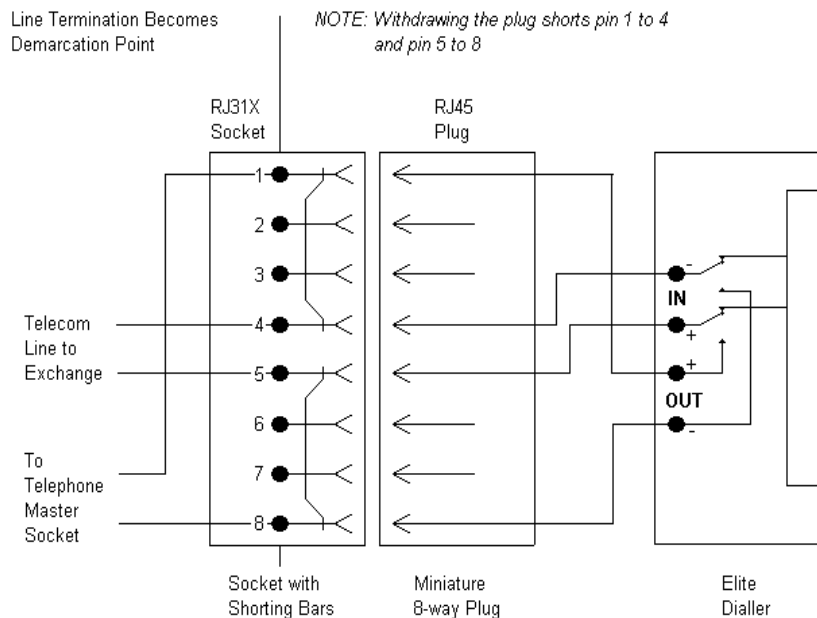 Line Termination Becomes
Demarcation Point
NOTE: Withdrawing the plug shorts pin 1 to 4
and pin 5 to 8
RJ31X
Socket
RJ45
Plug
1
2
3
4
5
6
7
8
Telecom
Line to
Exchange
To
Telephone
Master
Socket
-
IN
+
+
OUT
-
Socket with
Shorting Bars
Miniature
8-way Plug
Elite
Dialler